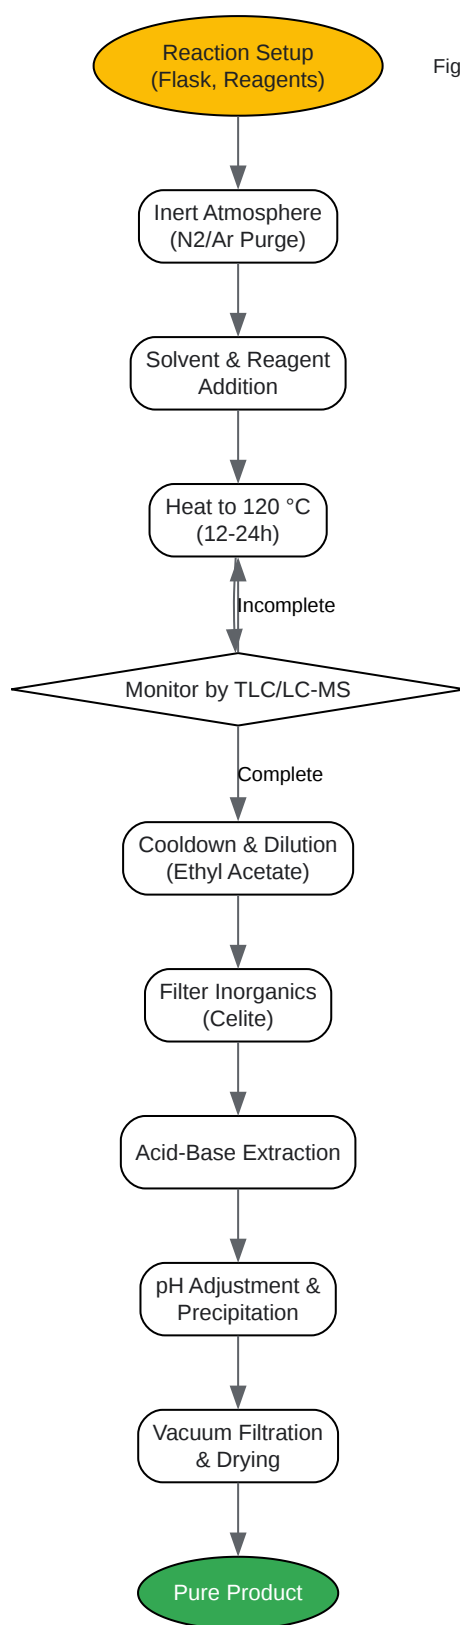 Reaction Setup
(Flask, Reagents)
Fig
Inert Atmosphere
(N2/Ar Purge)
Solvent & Reagent
Addition
Heat to 120 °C
(12-24h)
Incomplete
Monitor by TLC/LC-MS
Complete
Cooldown & Dilution
(Ethyl Acetate)
Filter Inorganics
(Celite)
Acid-Base Extraction
pH Adjustment &
Precipitation
Vacuum Filtration
& Drying
Pure Product